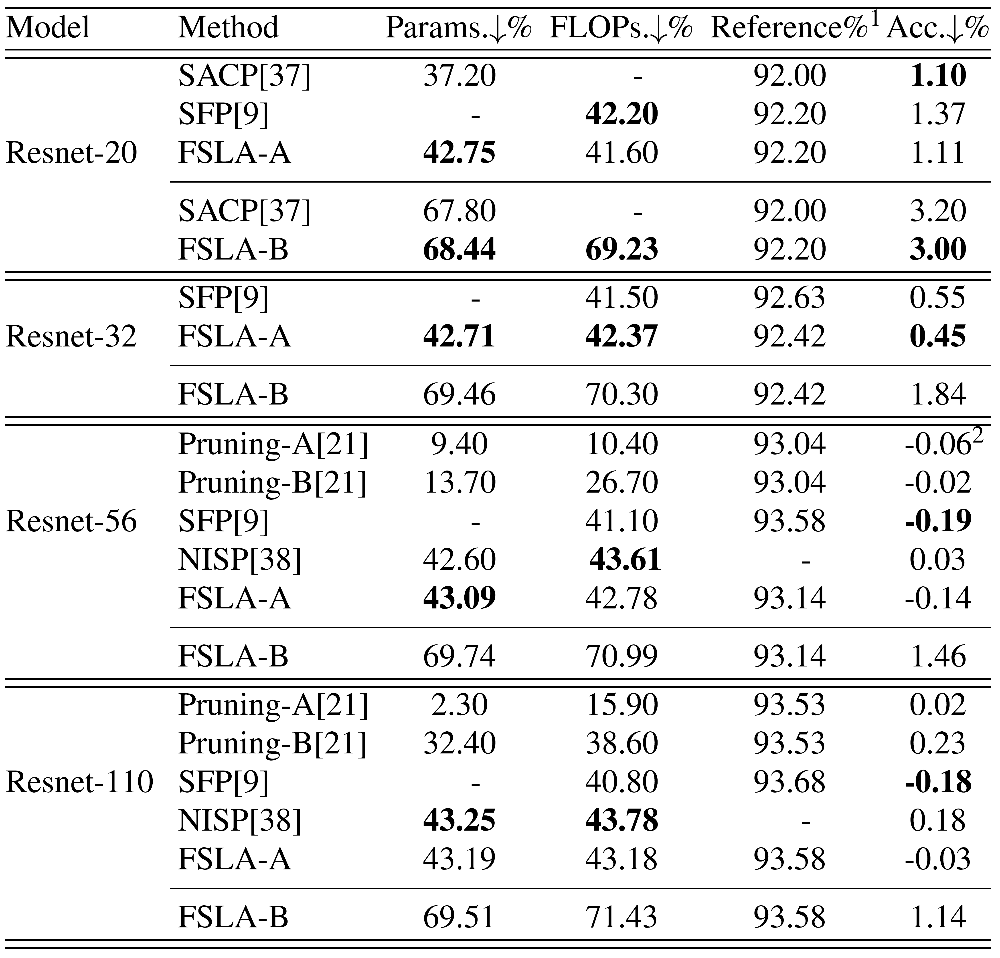 Model Method Params.↓% FLOPs.↓% Reference%¹ Acc.↓%
SACP[37] 37.20 - 92.00 1.10
SFP[9] - 42.20 92.20 1.37
Resnet-20 FSLA-A 42.75 41.60 92.20 1.11
SACP[37] 67.80 - 92.00 3.20
FSLA-B 68.44 69.23 92.20 3.00
SFP[9] - 41.50 92.63 0.55
Resnet-32 FSLA-A 42.71 42.37 92.42 0.45
FSLA-B 69.46 70.30 92.42 1.84
Pruning-A[21] 9.40 10.40 93.04 -0.06²
Pruning-B[21] 13.70 26.70 93.04 -0.02
Resnet-56 SFP[9] - 41.10 93.58 -0.19
NISP[38] 42.60 43.61 - 0.03
FSLA-A 43.09 42.78 93.14 -0.14
FSLA-B 69.74 70.99 93.14 1.46
Pruning-A[21] 2.30 15.90 93.53 0.02
Pruning-B[21] 32.40 38.60 93.53 0.23
Resnet-110 SFP[9] - 40.80 93.68 -0.18
NISP[38] 43.25 43.78 - 0.18
FSLA-A 43.19 43.18 93.58 -0.03
FSLA-B 69.51 71.43 93.58 1.14